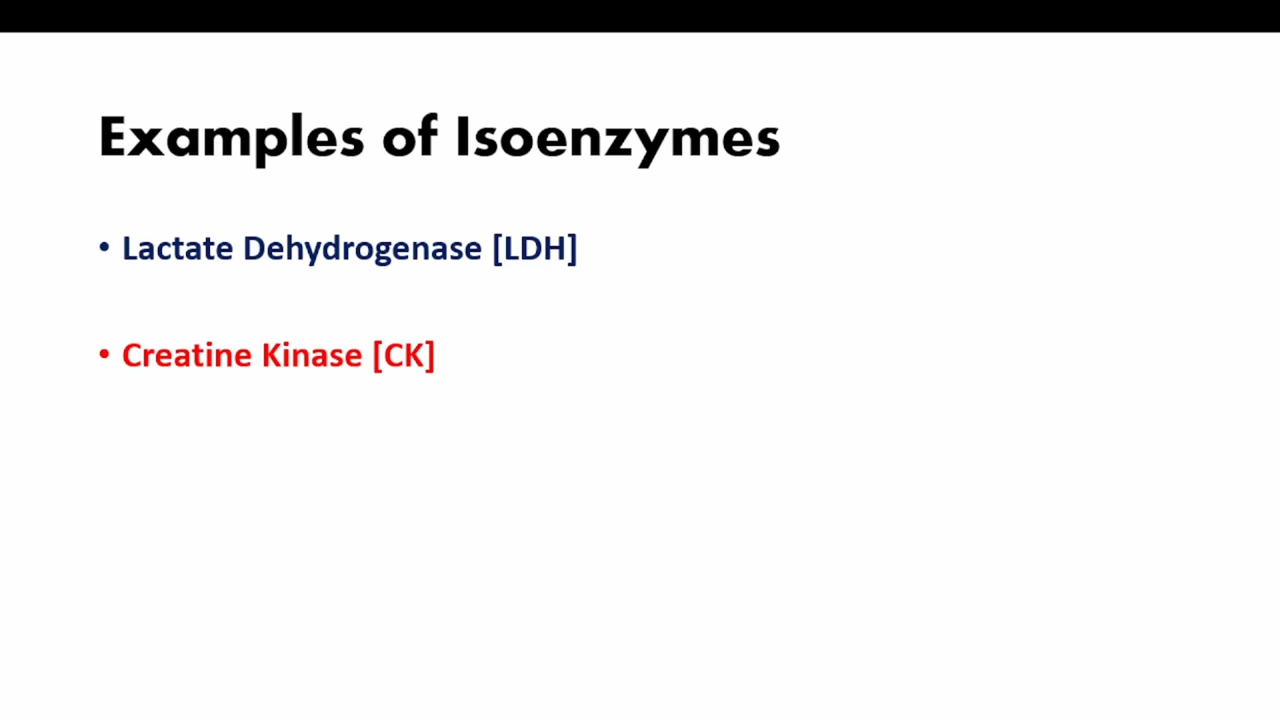 Examples of Isoenzymes
• Lactate Dehydrogenase [LDH]
• Creatine Kinase [CK]